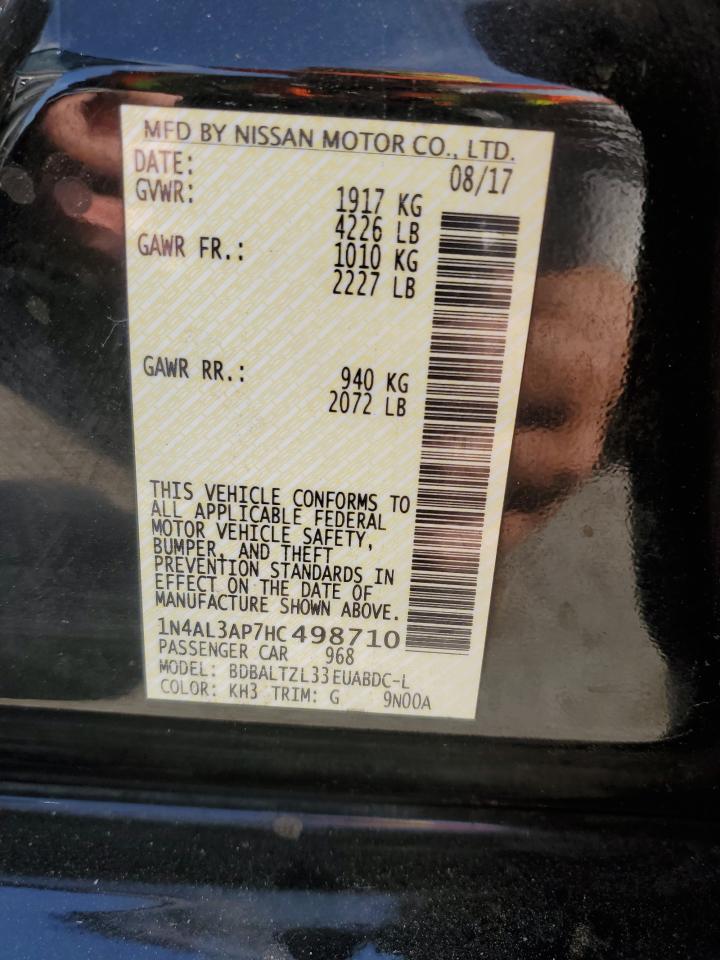 MFD BY NISSAN MOTOR CO., LTD.
DATE: 08/17
GVWR: 1917 KG
4226 LB
GAWR FR.: 1010 KG
2227 LB
GAWR RR.: 940 KG
2072 LB
THIS VEHICLE CONFORMS TO
ALL APPLICABLE FEDERAL
MOTOR VEHICLE SAFETY,
BUMPER, AND THEFT
PREVENTION STANDARDS IN
EFFECT ON THE DATE OF
MANUFACTURE SHOWN ABOVE.
1N4AL3AP7HC498710
PASSENGER CAR 968
MODEL: BDBALTZL33EUABDC-L
COLOR: KH3 TRIM: G 9N00A